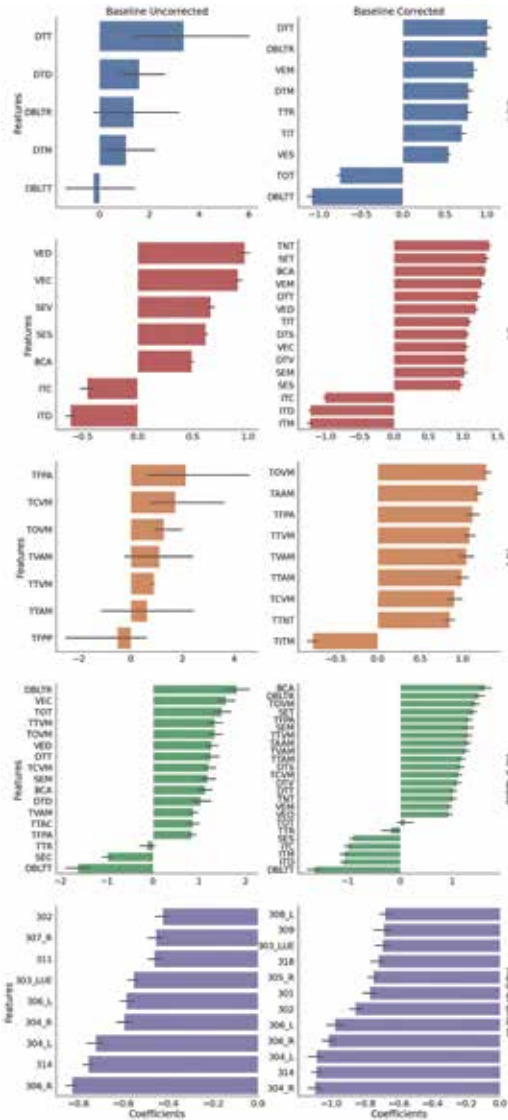 Baseline Uncorrected
Baseline Corrected
Features
DTT
DTD
DBLTR
DTM
DBLTT
0
2
4
6
DTT
DBLTR
VEM
DTM
TTR
TIT
VES
TOT
DBLTT
−1.0
−0.5
0.0
0.5
1.0
Features
VED
VEC
SEV
SES
BCA
ITC
ITD
−0.5
0.0
0.5
1.0
TNT
SET
BCA
VEM
DTT
VED
TIT
DTS
VEC
DTV
SEM
SES
ITC
ITD
ITM
−1.0
−0.5
0.0
0.5
1.0
1.5
Features
TFPA
TCVM
TOVM
TVAM
TTVM
TTAM
TFPF
−2
0
2
4
TOVM
TAAM
TFPA
TTVM
TVAM
TTAM
TCVM
TTNT
TITM
−0.5
0.0
0.5
1.0
Features
DBLTR
VEC
TOT
TTVM
TOVM
VED
DTT
TCVM
SEM
BCA
DTD
TVAM
TTAC
TFPA
TTR
SEC
DBLTT
−2
−1
0
1
2
BCA
DBLTR
TOVM
SET
TFPA
SEM
TTVM
TAAM
TVAM
TTAM
DTS
TCVM
DTV
DTT
TNT
VEM
VED
TOT
TTR
SES
ITC
ITM
ITD
DBLTT
−1
0
1
Features
302
307_R
311
303_LUE
306_L
304_R
304_L
314
306_R
−0.8
−0.6
−0.4
−0.2
0.0
Coefficients
308_L
309
303_LUE
318
305_R
301
302
306_L
306_R
304_L
314
304_R
−1.0
−0.8
−0.6
−0.4
−0.2
0.0
Coefficients